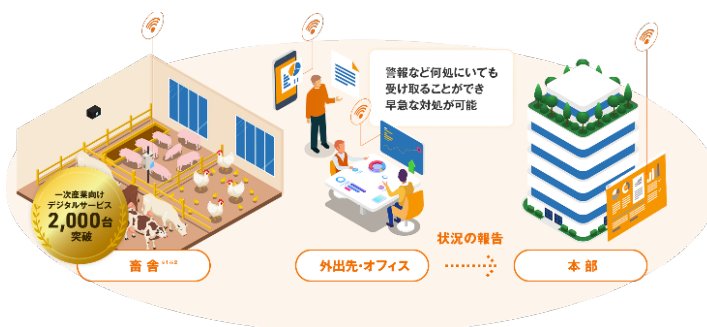 警報など何処にいても
受け取ることができ
早急な対処が可能
一次産業向け
デジタルサービス
2,000台
突破
状況の報告
畜舎
外出先・オフィス
本部